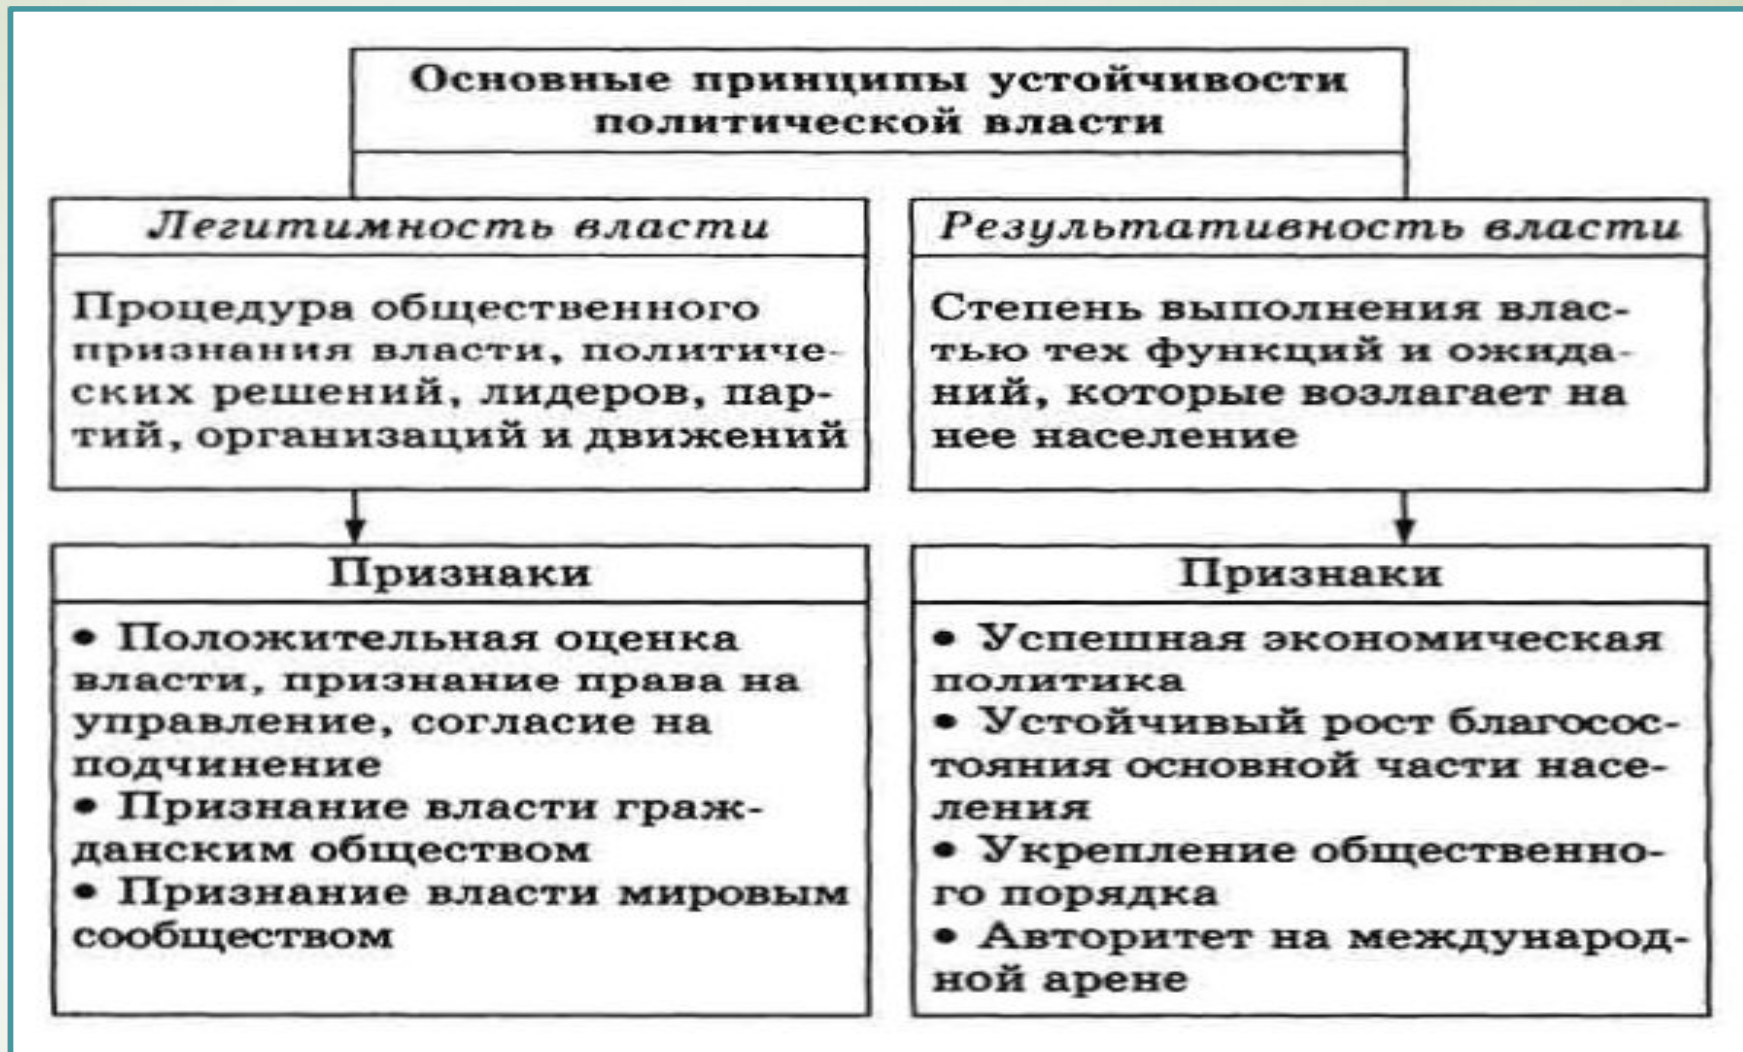 Основные принципы устойчивости
политической власти
Легитимность власти
Процедура общественного
признания власти, политиче-
ских решений, лидеров, пар-
тий, организаций и движений
Признаки
• Положительная оценка
власти, признание права на
управление, согласие на
подчинение
• Признание власти граж-
данским обществом
• Признание власти мировым
сообществом
Результативность власти
Степень выполнения влас-
тью тех функций и ожида-
ний, которые возлагает на
нее население
Признаки
• Успешная экономическая
политика
• Устойчивый рост благосос-
тояния основной части насе-
ления
• Укрепление общественно-
го порядка
• Авторитет на международ-
ной арене